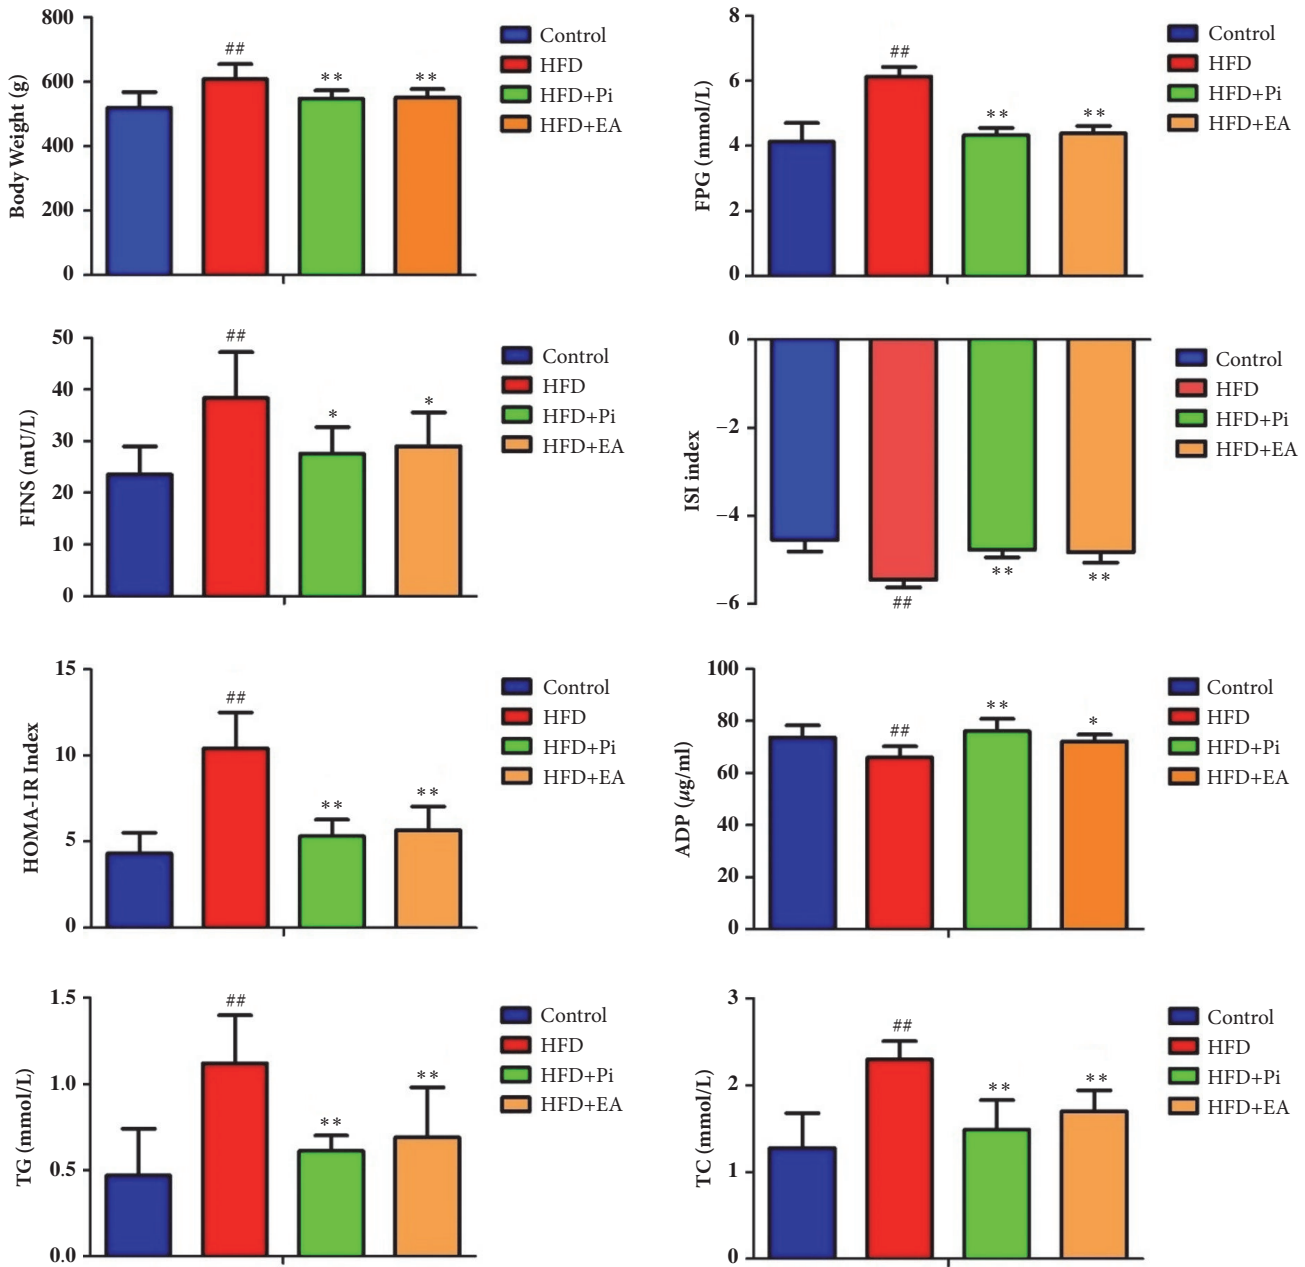 Body Weight (g)
800
600
400
200
0
##
**
**
Control
HFD
HFD+Pi
HFD+EA
FPG (mmol/L)
8
6
4
2
0
##
**
**
Control
HFD
HFD+Pi
HFD+EA
FINS (mU/L)
50
40
30
20
10
0
##
*
*
Control
HFD
HFD+Pi
HFD+EA
ISI index
0
−2
−4
−6
##
**
**
Control
HFD
HFD+Pi
HFD+EA
HOMA-IR Index
15
10
5
0
##
**
**
Control
HFD
HFD+Pi
HFD+EA
ADP (μg/ml)
100
80
60
40
20
0
##
**
*
Control
HFD
HFD+Pi
HFD+EA
TG (mmol/L)
1.5
1.0
0.5
0.0
##
**
**
Control
HFD
HFD+Pi
HFD+EA
TC (mmol/L)
3
2
1
0
##
**
**
Control
HFD
HFD+Pi
HFD+EA